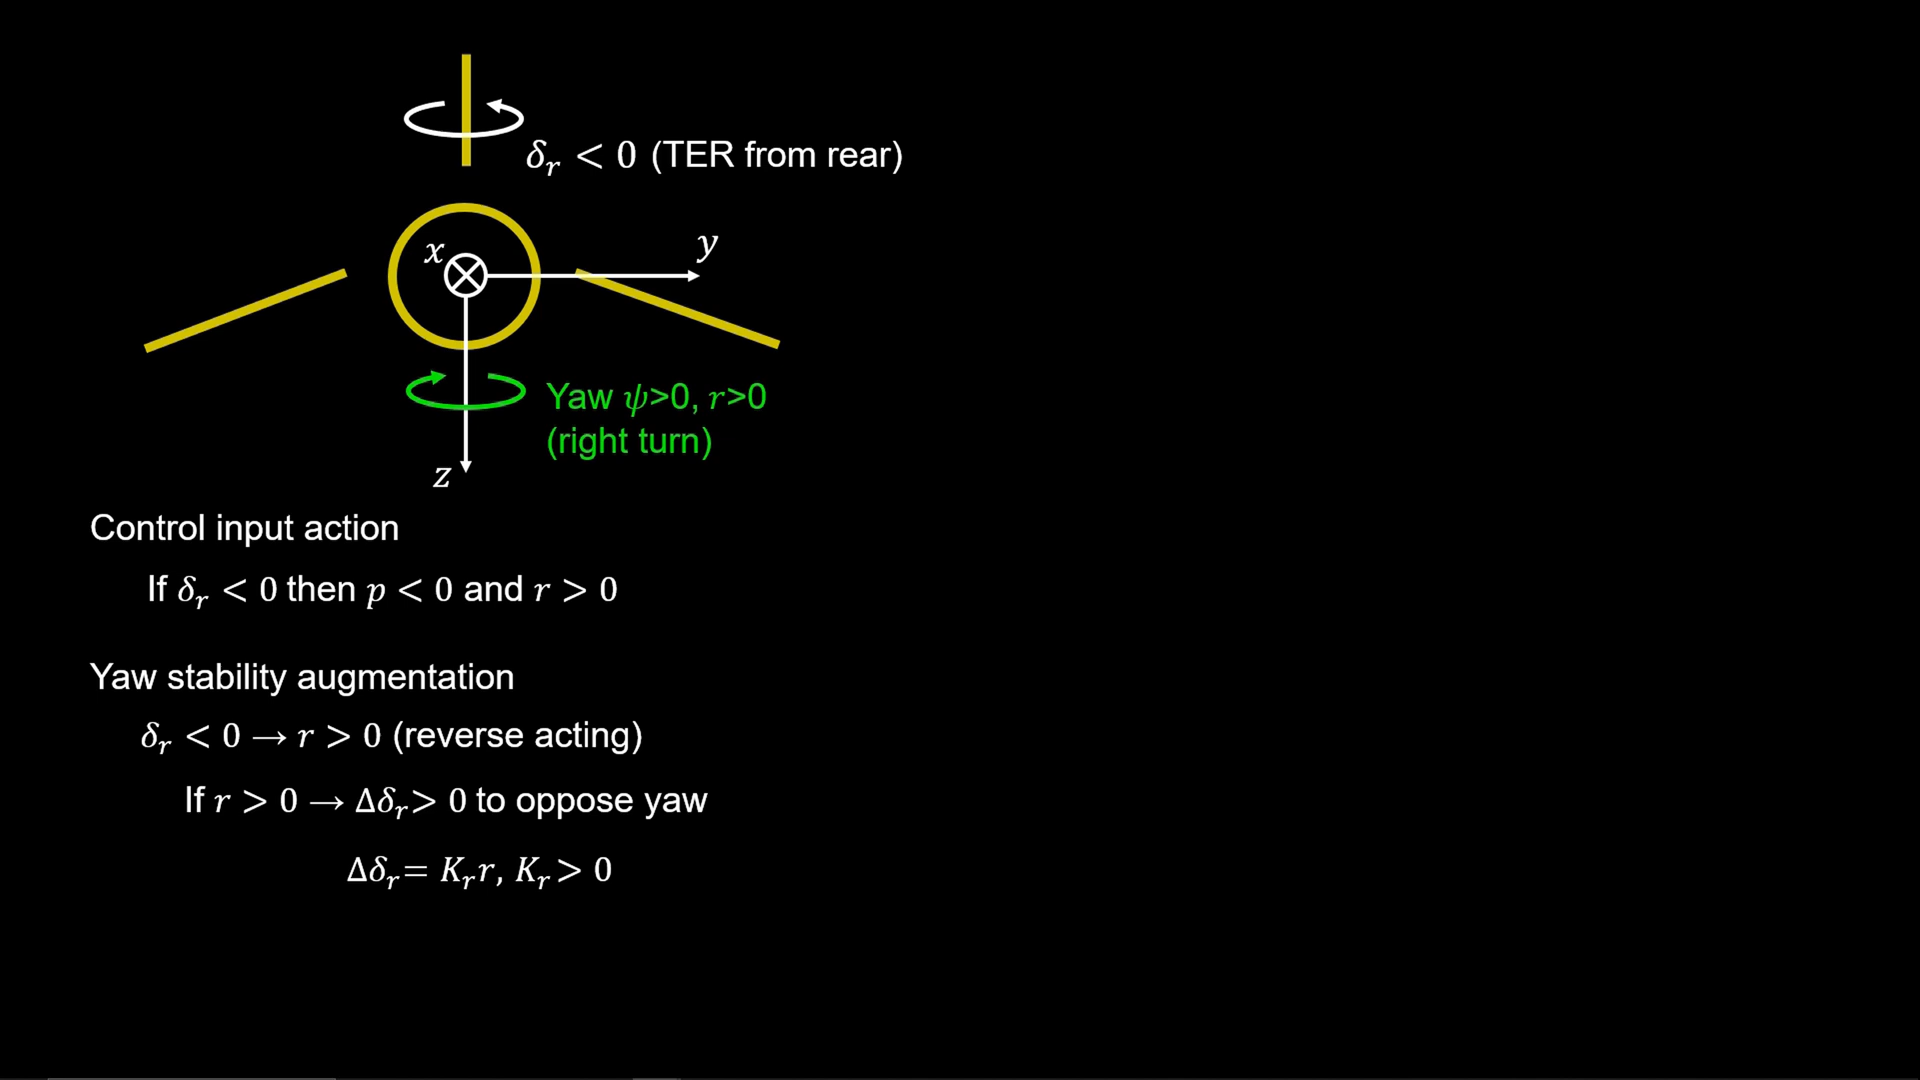 δᵣ < 0 (TER from rear)
x
y
Yaw ψ>0, r>0
(right turn)
z
Control input action
If δᵣ < 0 then p < 0 and r > 0
Yaw stability augmentation
δᵣ < 0 → r > 0 (reverse acting)
If r > 0 → Δδᵣ> 0 to oppose yaw
Δδᵣ= Kᵣr, Kᵣ> 0